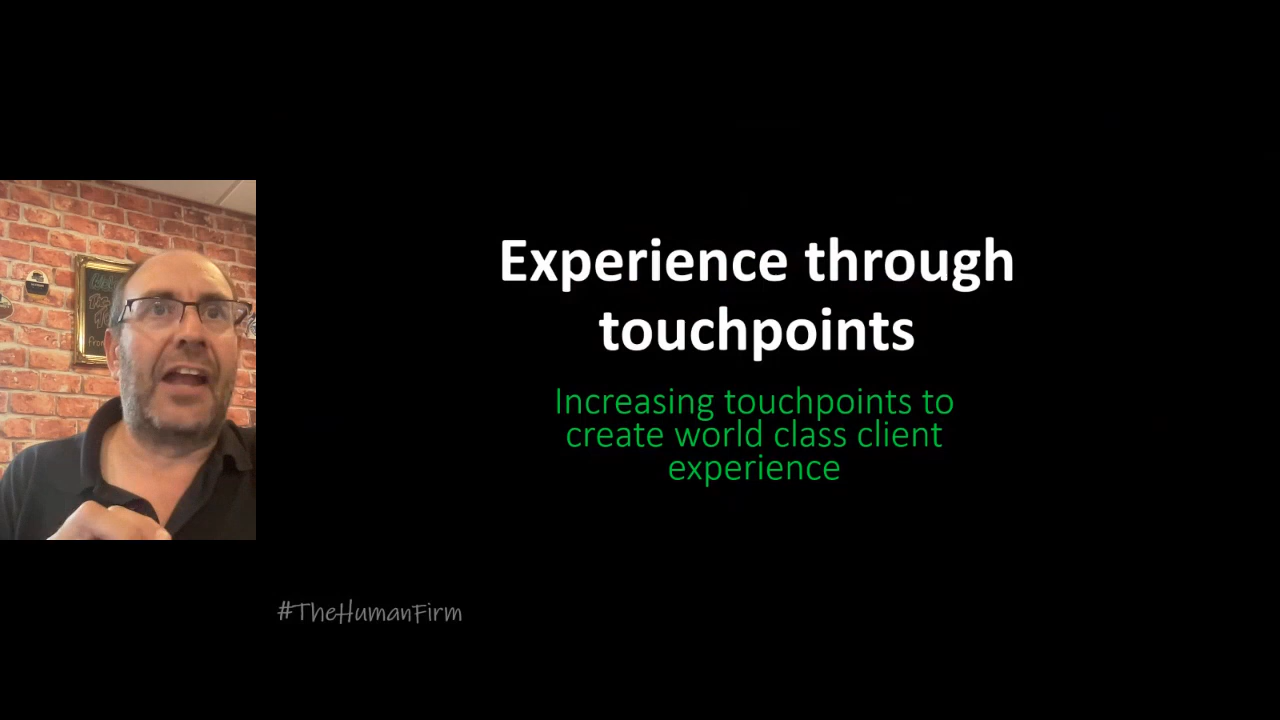 Experience through
touchpoints
Increasing touchpoints to
create world class client
experience
#TheHumanFirm